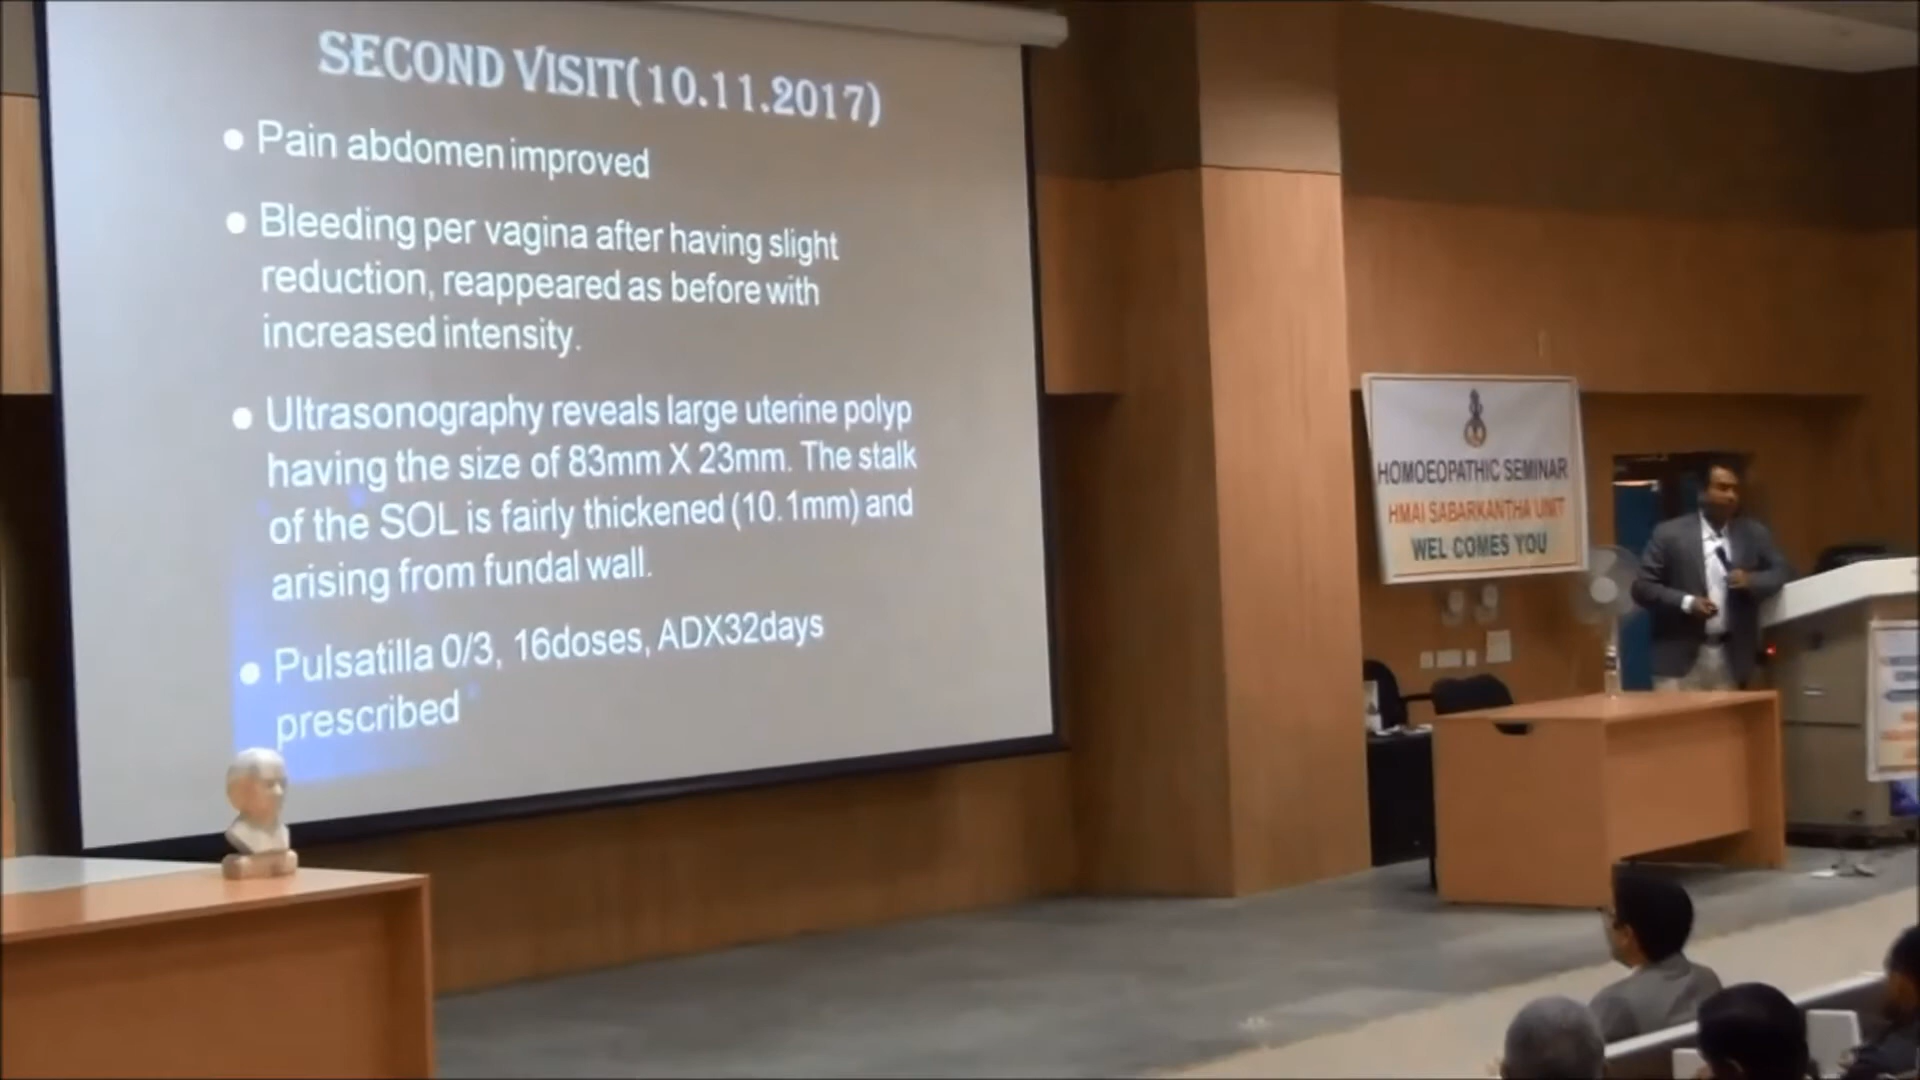 SECOND VISIT(10.11.2017)
Pain abdomen improved
Bleeding per vagina after having slight
reduction, reappeared as before with
increased intensity.
Ultrasonography reveals large uterine polyp
having the size of 83mm X 23mm. The stalk
of the SOL is fairly thickened (10.1mm) and
arising from fundal wall.
Pulsatilla 0/3, 16doses, ADX32days
prescribed
HOMOEOPATHIC SEMINAR
HMAI SABARKANTHA UNIT
WEL COMES YOU